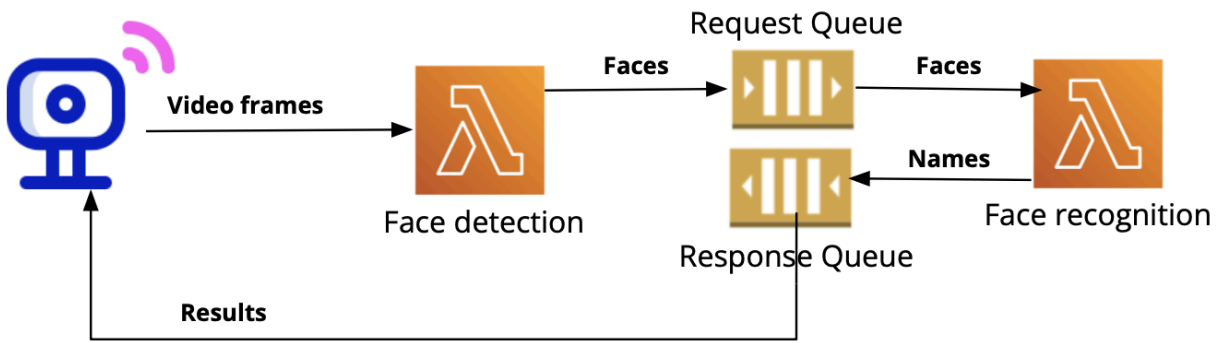 Request Queue
Faces
Faces
Video frames
Names
Face detection
Face recognition
Response Queue
Results